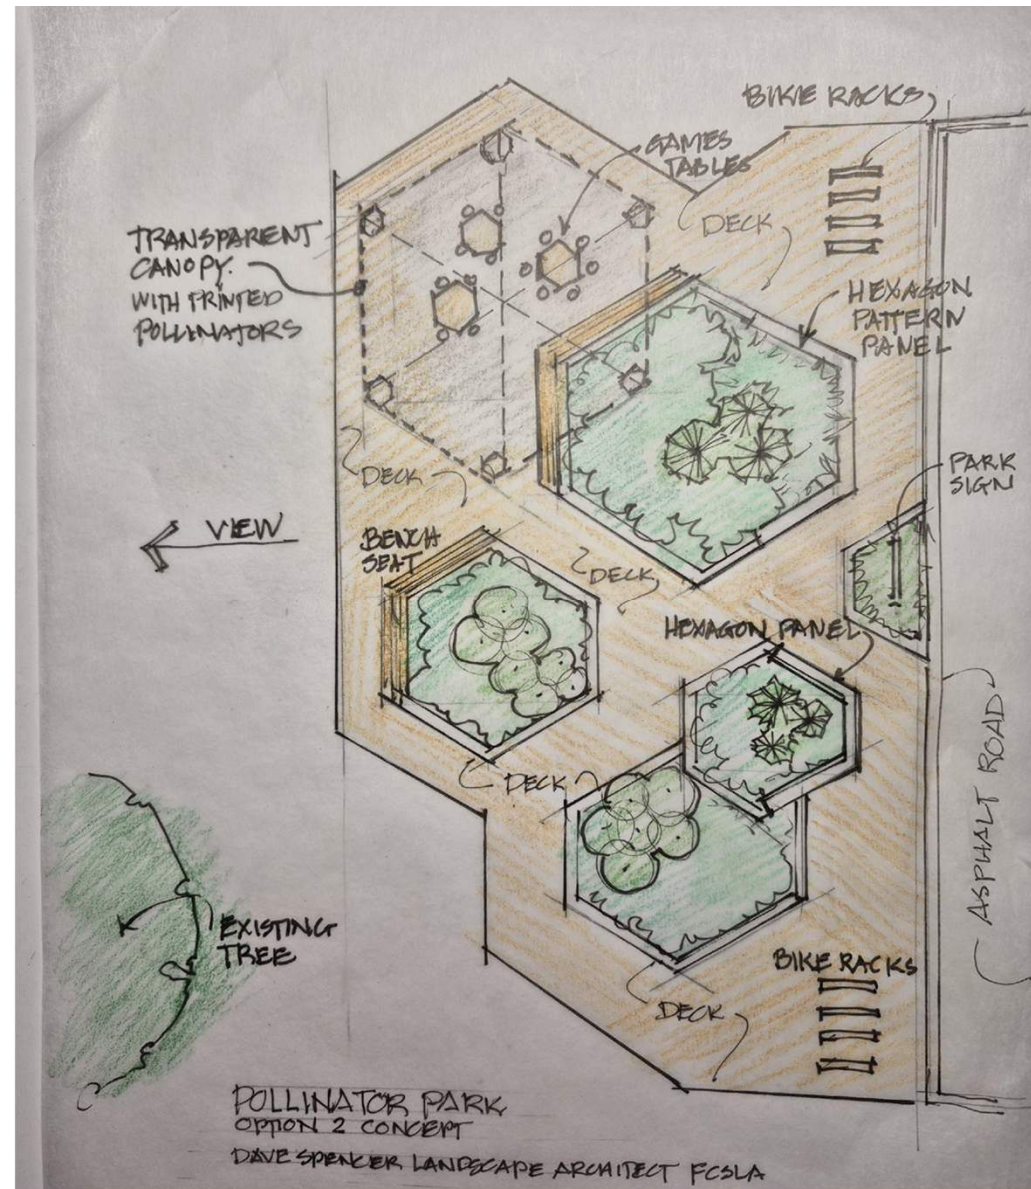 BIKE RACKS
GAMES
TABLES
DECK
TRANSPARENT
CANOPY.
WITH PRINTED
POLLINATORS
HEXAGON
PATTERN
PANEL
DECK
PARK
SIGN
VIEW
BENCH
SEAT
DECK
HEXAGON PANEL
ASPHALT ROAD
DECK
EXISTING
TREE
BIKE RACKS
DECK
POLLINATOR PARK
OPTION 2 CONCEPT
DAVE SPENCER LANDSCAPE ARCHITECT FCSLA